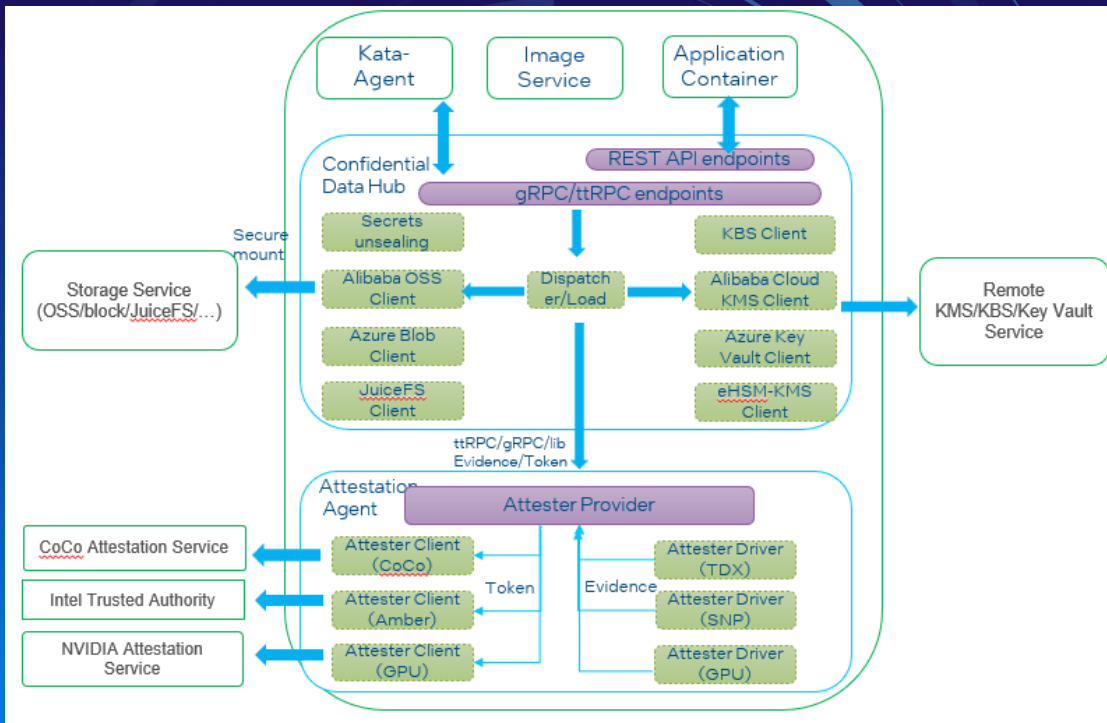 Kata-
Agent
Image
Service
Application
Container
Confidential
Data Hub
REST API endpoints
gRPC/ttRPC endpoints
Secrets
unsealing
KBS Client
Secure
mount
Storage Service
(OSS/block/JuiceFS/...)
Alibaba OSS
Client
Dispatch
er/Load
Alibaba Cloud
KMS Client
Remote
KMS/KBS/Key Vault
Service
Azure Blob
Client
Azure Key
Vault Client
JuiceFS
Client
eHSM-KMS
Client
ttRPC/gRPC/lib
Evidence/Token
Attestation
Agent
Attester Provider
CoCo Attestation Service
Attester Client
(CoCo)
Token
Evidence
Attester Driver
(TDX)
Intel Trusted Authority
Attester Client
(Amber)
Attester Driver
(SNP)
NVIDIA Attestation
Service
Attester Client
(GPU)
Attester Driver
(GPU)